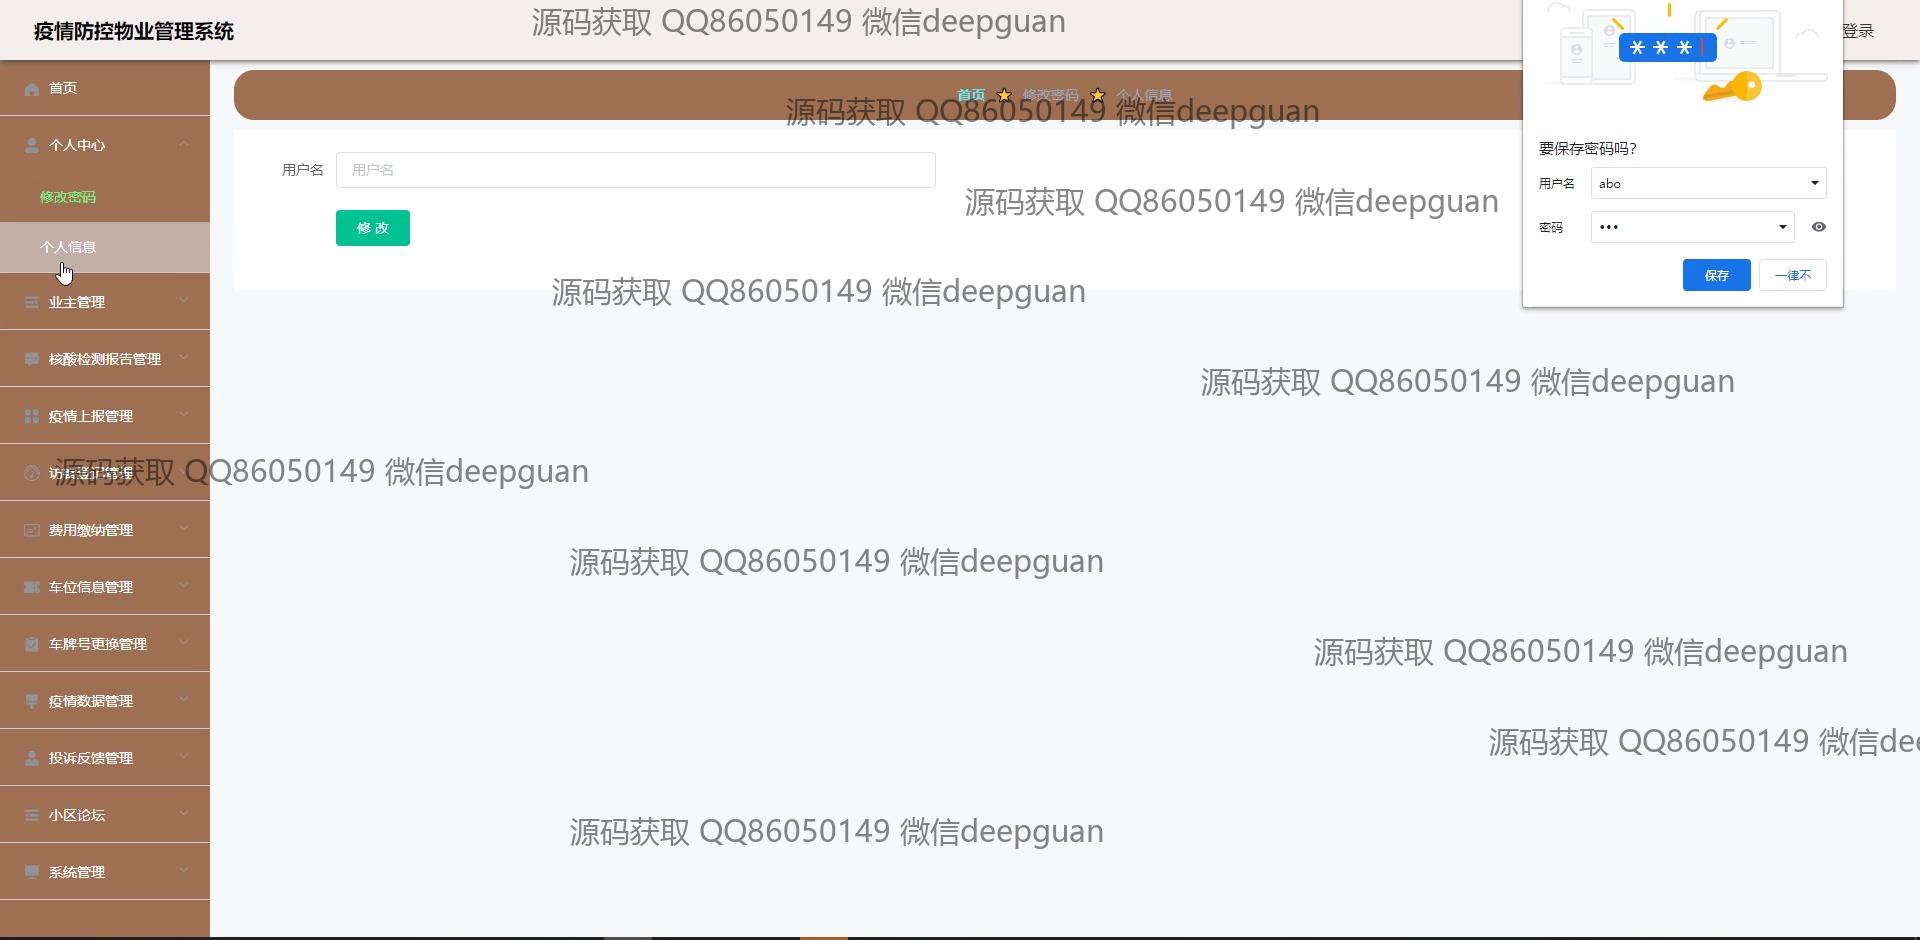 疫情防控物业管理系统
源码获取 QQ86050149 微信deepguan
登录
首页
个人中心
修改密码
个人信息
业主管理
核酸检测报告管理
疫情上报管理
访客登记管理
费用缴纳管理
车位信息管理
车牌号更换管理
疫情数据管理
投诉反馈管理
小区论坛
系统管理
首页 修改密码 个人信息
源码获取 QQ86050149 微信deepguan
用户名 用户名
修 改
源码获取 QQ86050149 微信deepguan
源码获取 QQ86050149 微信deepguan
源码获取 QQ86050149 微信deepguan
源码获取 QQ86050149 微信deepguan
源码获取 QQ86050149 微信deepguan
源码获取 QQ86050149 微信deepguan
源码获取 QQ86050149 微信dee
源码获取 QQ86050149 微信deepguan
要保存密码吗?
用户名 abo
密码 •••
保存 一律不